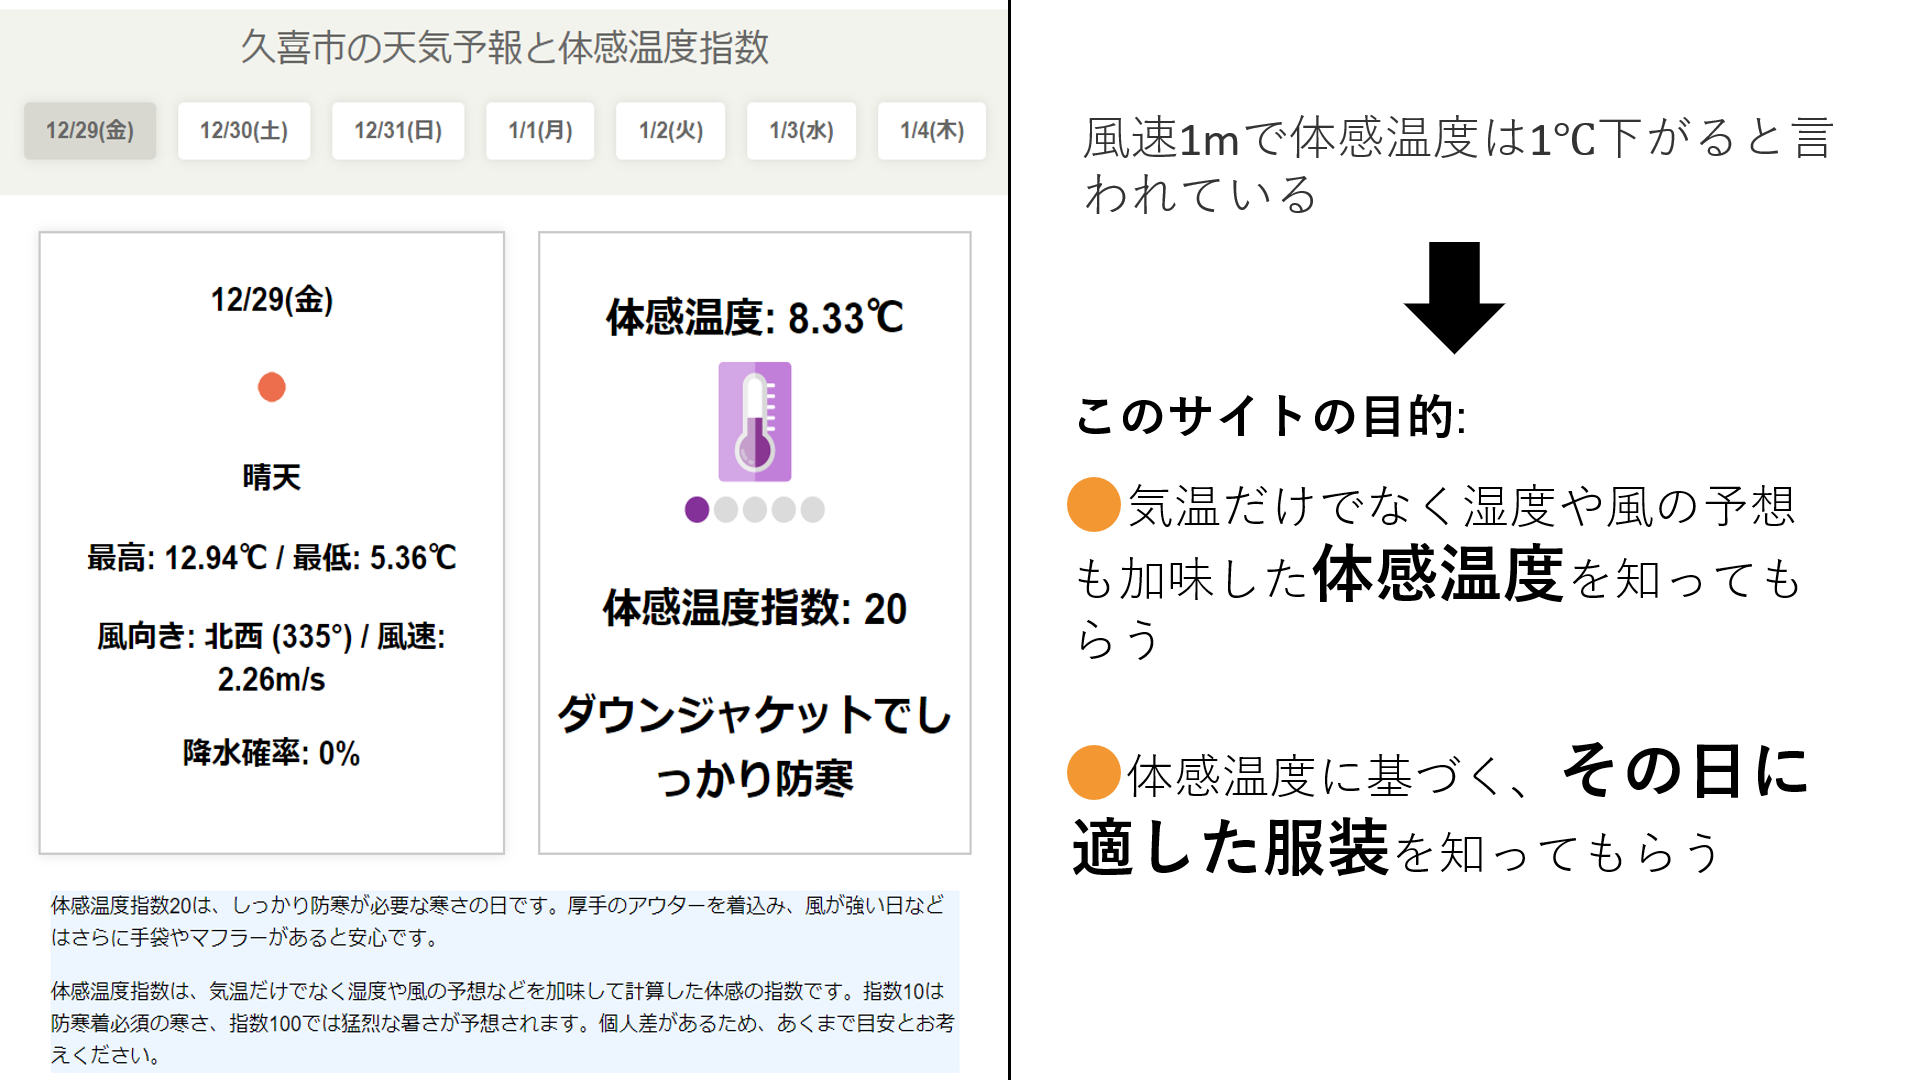 久喜市の天気予報と体感温度指数
12/29(金) 12/30(土) 12/31(日) 1/1(月) 1/2(火) 1/3(水) 1/4(木)
12/29(金)
晴天
最高: 12.94℃ / 最低: 5.36℃
風向き: 北西 (335°) / 風速:
2.26m/s
降水確率: 0%
体感温度: 8.33℃
体感温度指数: 20
ダウンジャケットでし
っかり防寒
体感温度指数20は、しっかり防寒が必要な寒さの日です。厚手のアウターを着込み、風が強い日など
はさらに手袋やマフラーがあると安心です。
体感温度指数は、気温だけでなく湿度や風の予想などを加味して計算した体感の指数です。指数10は
防寒着必須の寒さ、指数100では猛烈な暑さが予想されます。個人差があるため、あくまで目安とお考
えください。
風速1mで体感温度は1℃下がると言
われている
このサイトの目的:
気温だけでなく湿度や風の予想
も加味した体感温度を知っても
らう
体感温度に基づく、その日に
適した服装を知ってもらう